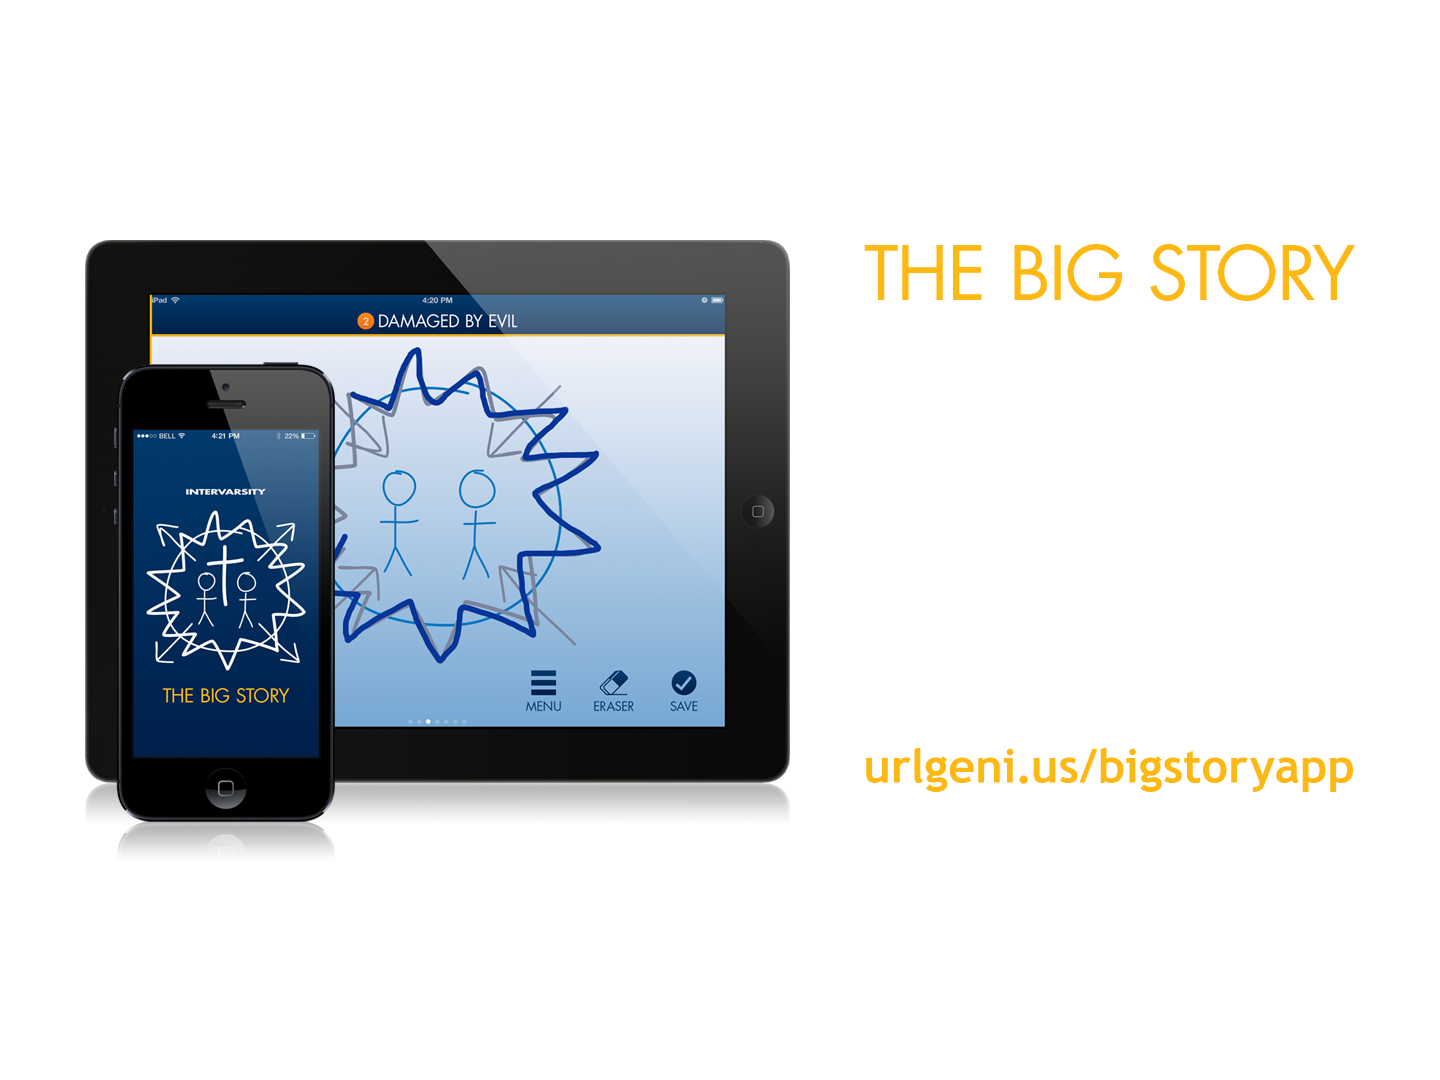 THE BIG STORY
iPad 4:20 PM
2 DAMAGED BY EVIL
BELL 4:21 PM 22%
INTERVARSITY
THE BIG STORY
MENU ERASER SAVE
urlgeni.us/bigstoryapp